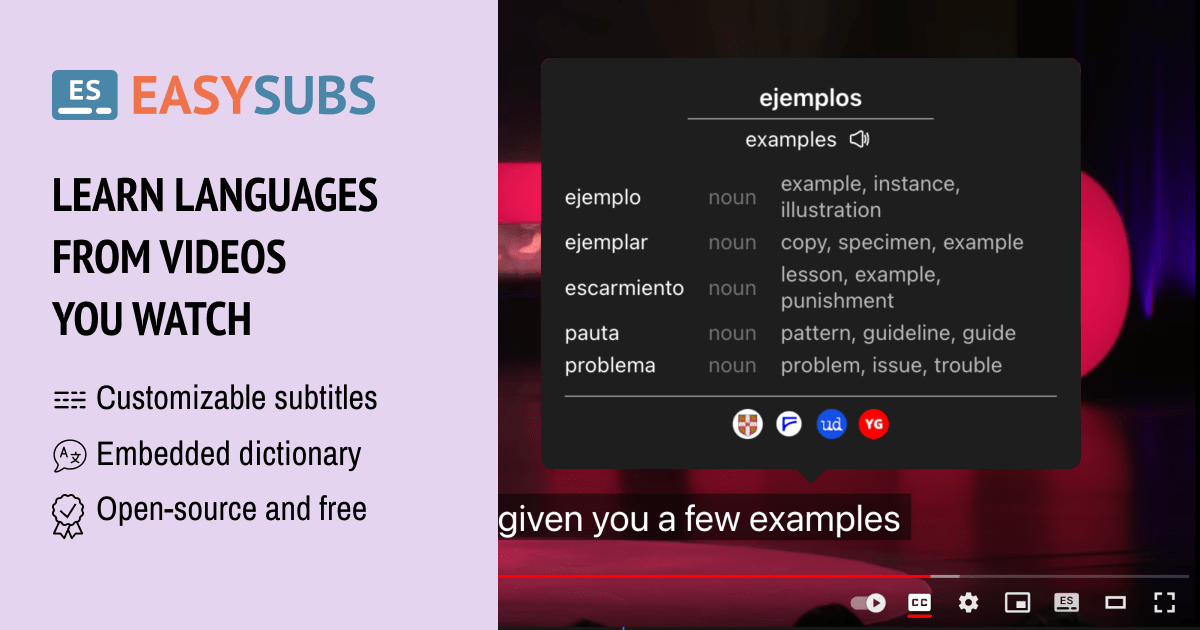 ES EASYSUBS
LEARN LANGUAGES
FROM VIDEOS
YOU WATCH
Customizable subtitles
Embedded dictionary
Open-source and free
ejemplos
examples
ejemplo noun example, instance,
illustration
ejemplar noun copy, specimen, example
escarmiento noun lesson, example,
punishment
pauta noun pattern, guideline, guide
problema noun problem, issue, trouble
ud YG
given you a few examples
CC ES